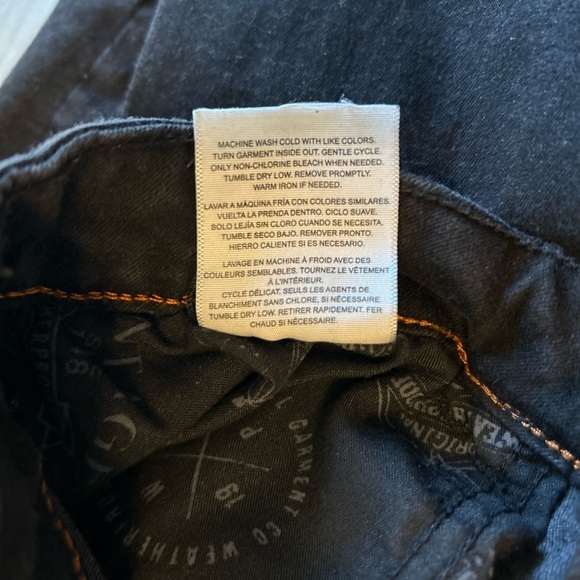 MACHINE WASH COLD WITH LIKE COLORS.
TURN GARMENT INSIDE OUT. GENTLE CYCLE.
ONLY NON-CHLORINE BLEACH WHEN NEEDED.
TUMBLE DRY LOW. REMOVE PROMPTLY.
WARM IRON IF NEEDED.
LAVAR A MÁQUINA FRÍA CON COLORES SIMILARES.
VUELTA LA PRENDA DENTRO. CICLO SUAVE.
SOLO LEJÍA SIN CLORO CUANDO SE NECESITA.
TUMBLE SECO BAJO. REMOVER PRONTO.
HIERRO CALIENTE SI ES NECESARIO.
LAVAGE EN MACHINE À FROID AVEC DES
COULEURS SEMBLABLES. TOURNEZ LE VÊTEMENT
À L'INTÉRIEUR.
CYCLE DÉLICAT. SEULS LES AGENTS DE
BLANCHIMENT SANS CHLORE, SI NÉCESSAIRE.
TUMBLE DRY LOW. RETIRER RAPIDEMENT. FER
CHAUD SI NÉCESSAIRE.
GARMENT CO WEATHERPRO
19
ORIGINAL